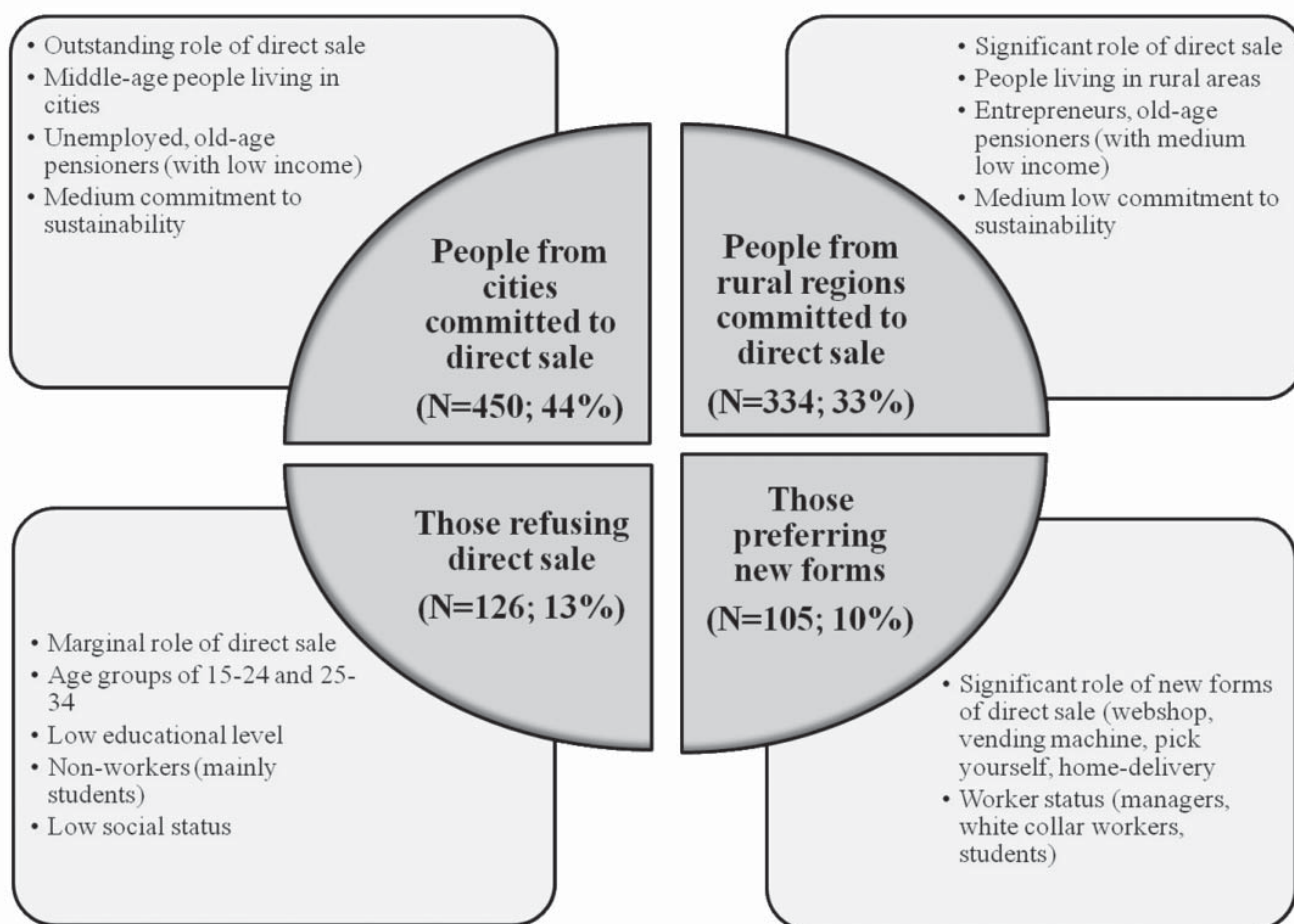 • Outstanding role of direct sale
• Middle-age people living in
cities
• Unemployed, old-age
pensioners (with low income)
• Medium commitment to
sustainability
• Significant role of direct sale
• People living in rural areas
• Entrepreneurs, old-age
pensioners (with medium
low income)
• Medium low commitment to
sustainability
People from
cities
committed to
direct sale
(N=450; 44%)
People from
rural regions
committed to
direct sale
(N=334; 33%)
Those refusing
direct sale
(N=126; 13%)
Those
preferring
new forms
(N=105; 10%)
• Marginal role of direct sale
• Age groups of 15-24 and 25-
34
• Low educational level
• Non-workers (mainly
students)
• Low social status
• Significant role of new forms
of direct sale (webshop,
vending machine, pick
yourself, home-delivery
• Worker status (managers,
white collar workers,
students)